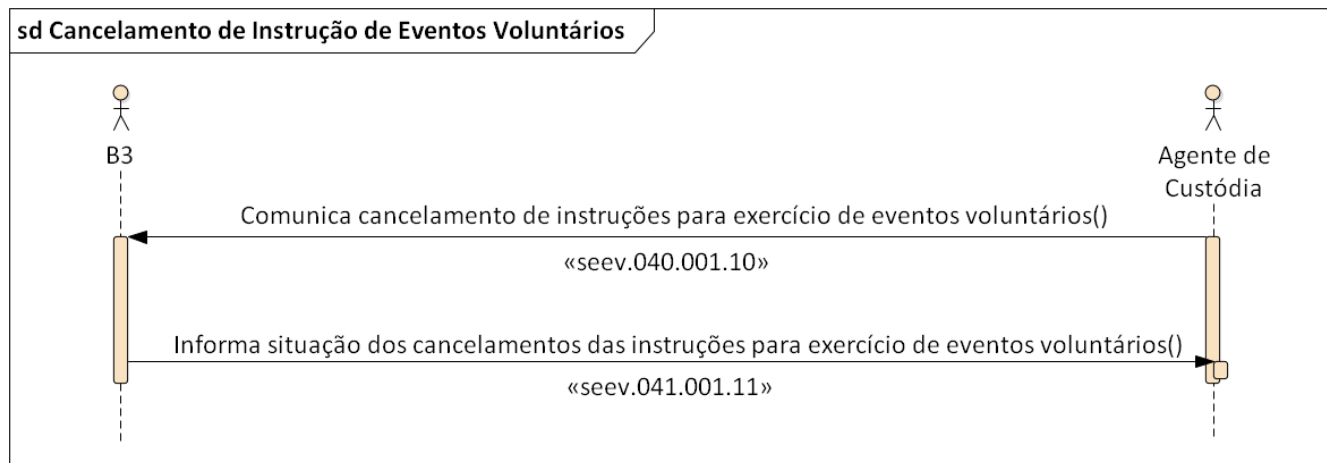 sd Cancelamento de Instrução de Eventos Voluntários
B3
Agente de
Custódia
Comunica cancelamento de instruções para exercício de eventos voluntários()
«seev.040.001.10»
Informa situação dos cancelamentos das instruções para exercício de eventos voluntários()
«seev.041.001.11»